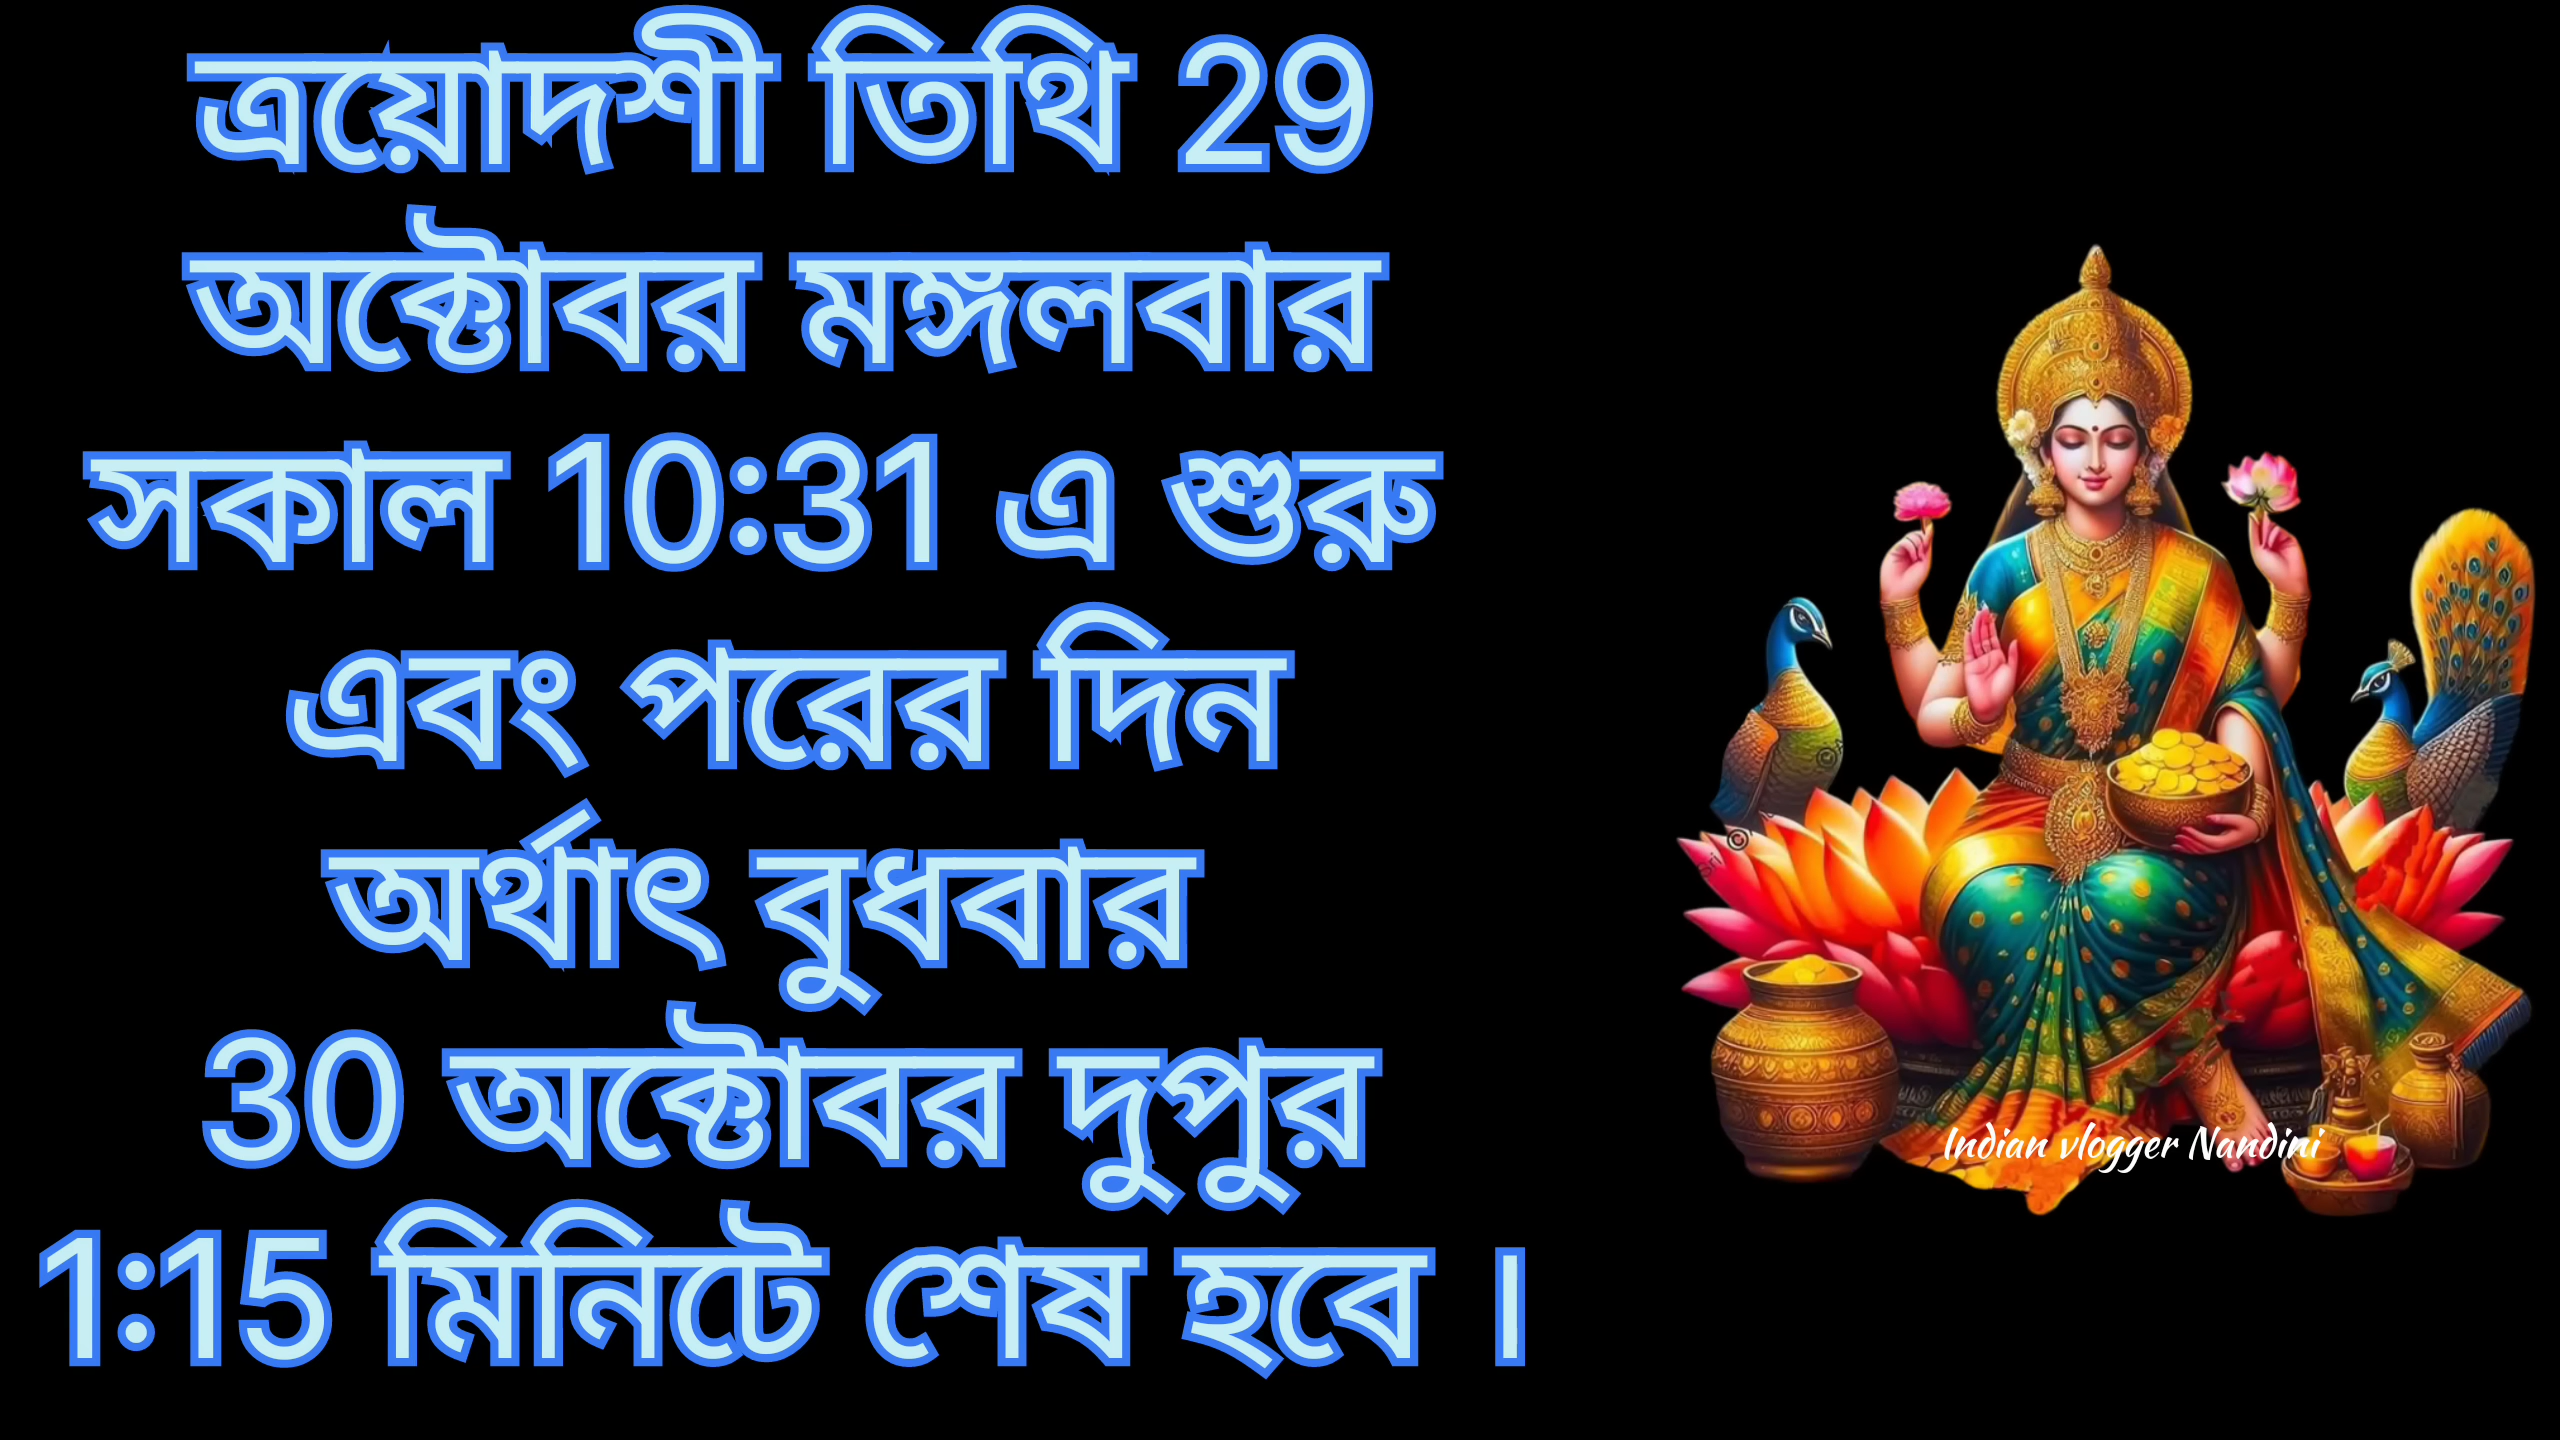 ত্রয়োদশী তিথি 29
অক্টোবর মঙ্গলবার
সকাল 10:31 এ শুরু
এবং পরের দিন
অর্থাৎ বুধবার
30 অক্টোবর দুপুর
1:15 মিনিটে শেষ হবে ।
Indian vlogger Nandini
Sri ©